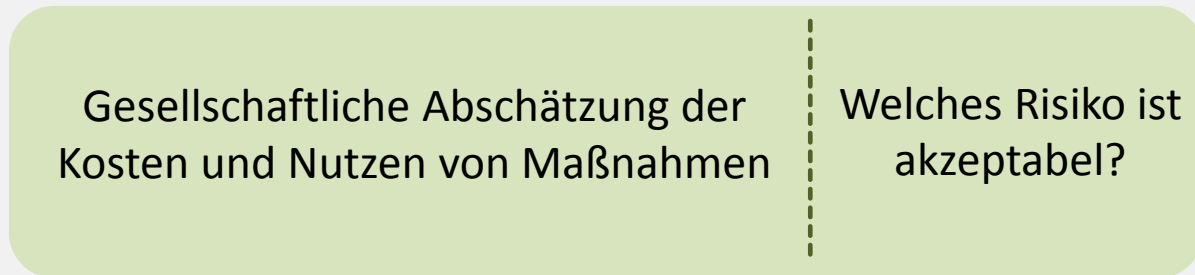 Gesellschaftliche Abschätzung der
Kosten und Nutzen von Maßnahmen
Welches Risiko ist
akzeptabel?